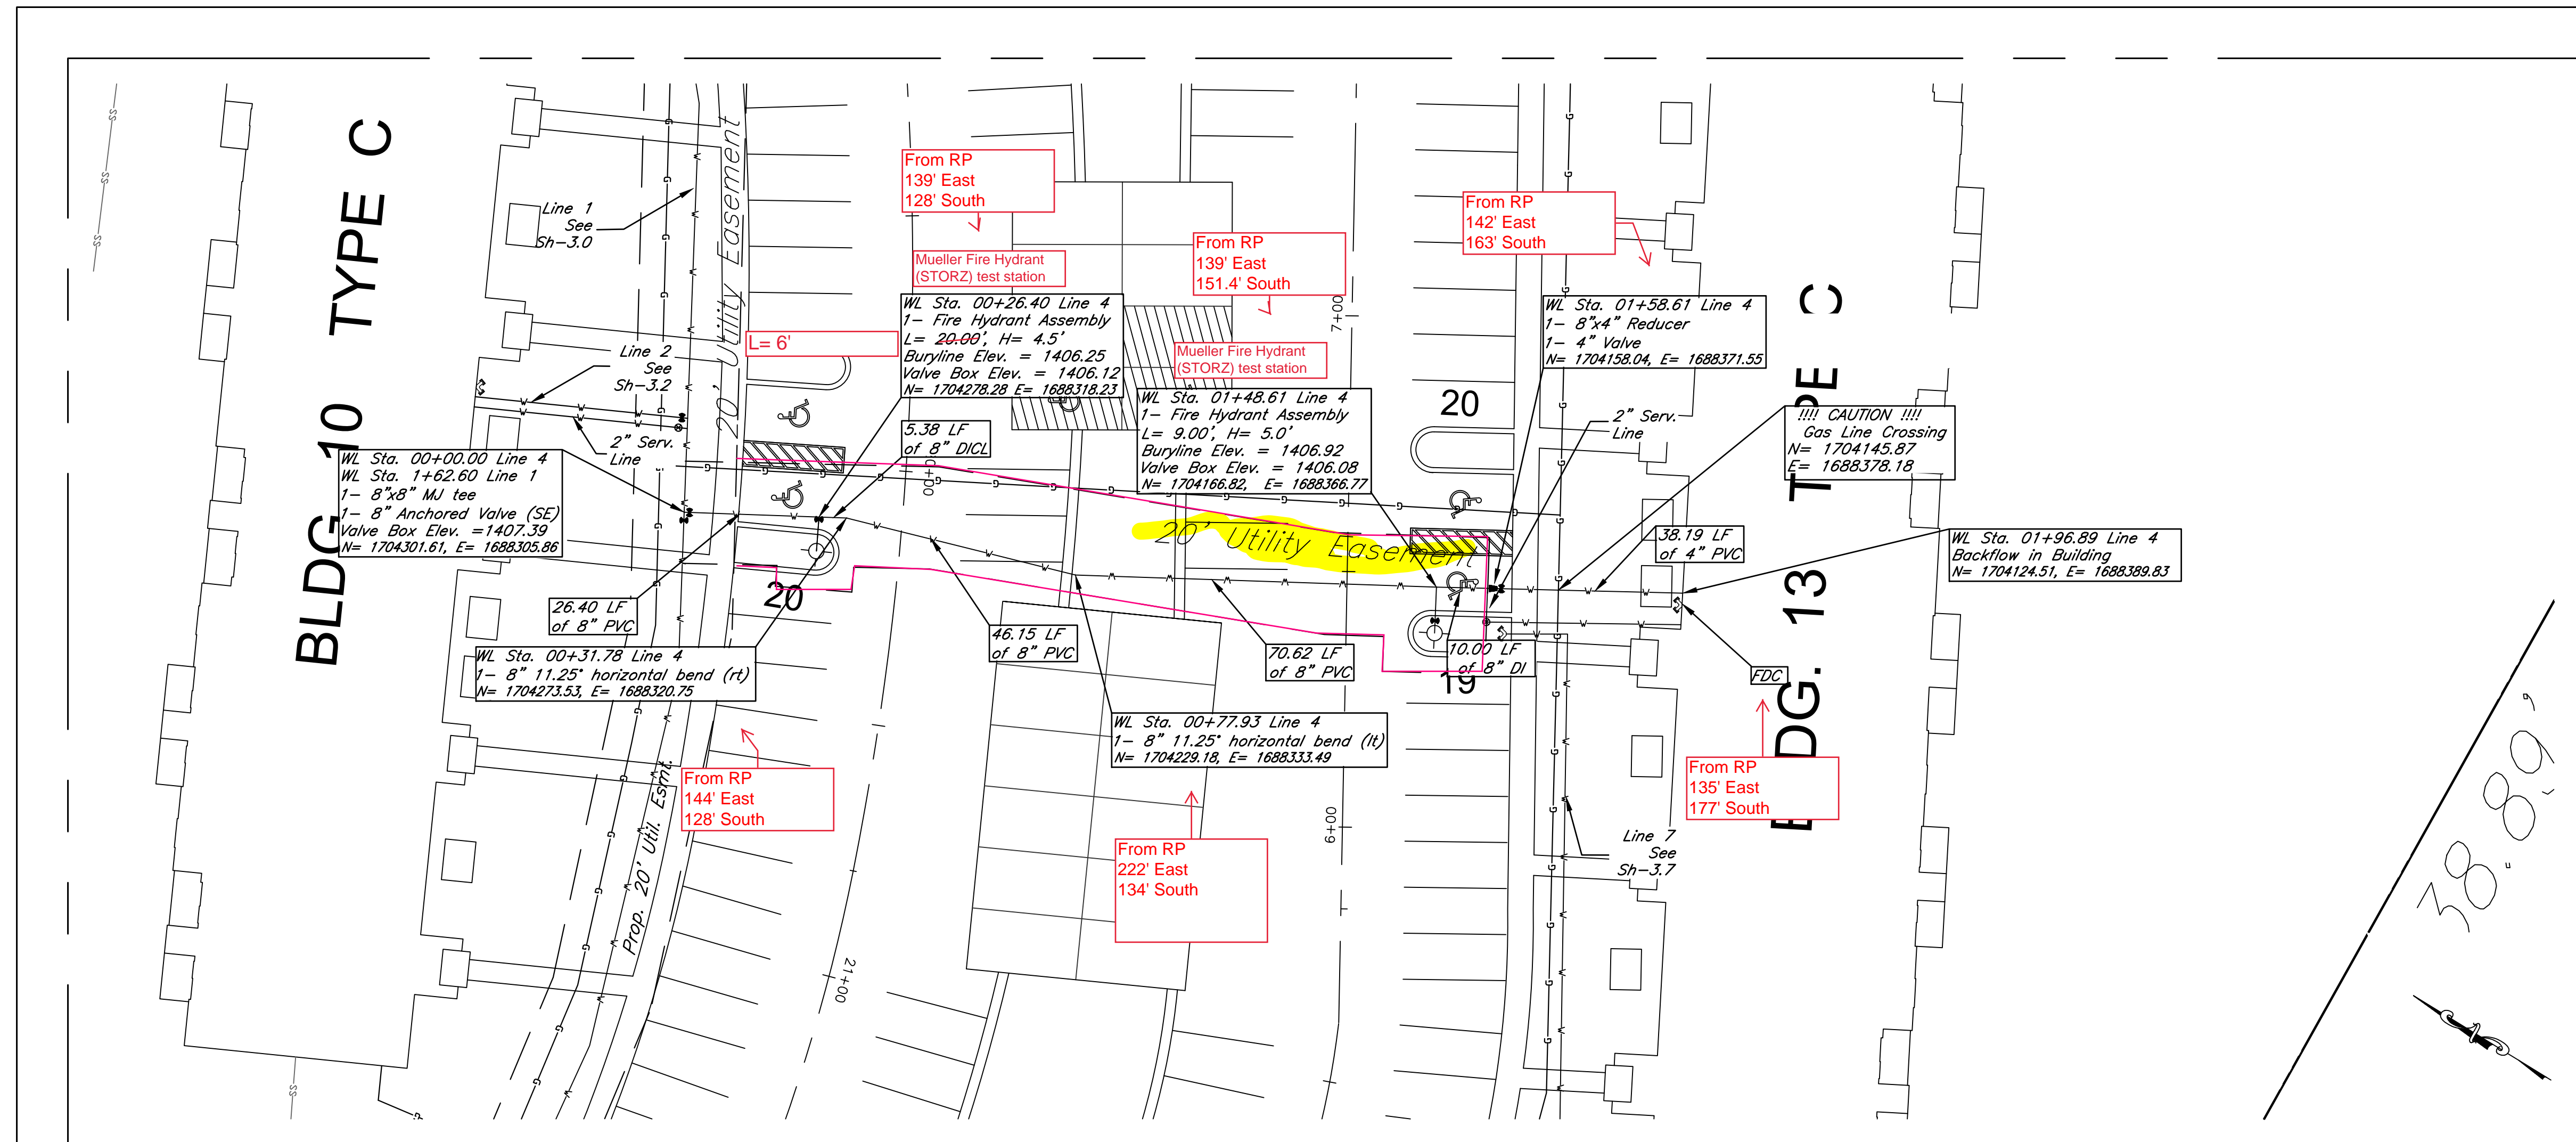 SS
SS
SS
SS
BLDG 10 TYPE C
Line 1
See
Sh-3.0
20' Utility Easement
From RP
139' East
128' South
Mueller Fire Hydrant
(STORZ) test station
WL Sta. 00+26.40 Line 4
1- Fire Hydrant Assembly
L= 20.00', H= 4.5'
Buryline Elev. = 1406.25
Valve Box Elev. = 1406.12
N= 1704278.28 E= 1688318.23
L= 6'
From RP
139' East
151.4' South
Mueller Fire Hydrant
(STORZ) test station
WL Sta. 01+48.61 Line 4
1- Fire Hydrant Assembly
L= 9.00', H= 5.0'
Buryline Elev. = 1406.92
Valve Box Elev. = 1406.08
N= 1704166.82, E= 1688366.77
7+00
From RP
142' East
163' South
WL Sta. 01+58.61 Line 4
1- 8"x4" Reducer
1- 4" Valve
N= 1704158.04, E= 1688371.55
20
2" Serv.
Line
!!!! CAUTION !!!!
Gas Line Crossing
N= 1704145.87
E= 1688378.18
Line 2
See
Sh-3.2
2" Serv.
Line
5.38 LF
of 8" DICL
+00
WL Sta. 00+00.00 Line 4
WL Sta. 1+62.60 Line 1
1- 8"x8" MJ tee
1- 8" Anchored Valve (SE)
Valve Box Elev. =1407.39
N= 1704301.61, E= 1688305.86
20' Utility Easement
38.19 LF
of 4" PVC
WL Sta. 01+96.89 Line 4
Backflow in Building
N= 1704124.51, E= 1688389.83
26.40 LF
of 8" PVC
20
46.15 LF
of 8" PVC
70.62 LF
of 8" PVC
10.00 LF
of 8" DI
19
FDC
DG. 13 T PE C
WL Sta. 00+31.78 Line 4
1- 8" 11.25° horizontal bend (rt)
N= 1704273.53, E= 1688320.75
WL Sta. 00+77.93 Line 4
1- 8" 11.25° horizontal bend (lt)
N= 1704229.18, E= 1688333.49
From RP
144' East
128' South
From RP
222' East
134' South
From RP
135' East
177' South
Prop. 20' Util. Esmt.
21+00
6+00
Line 7
See
Sh-3.7
38.89'